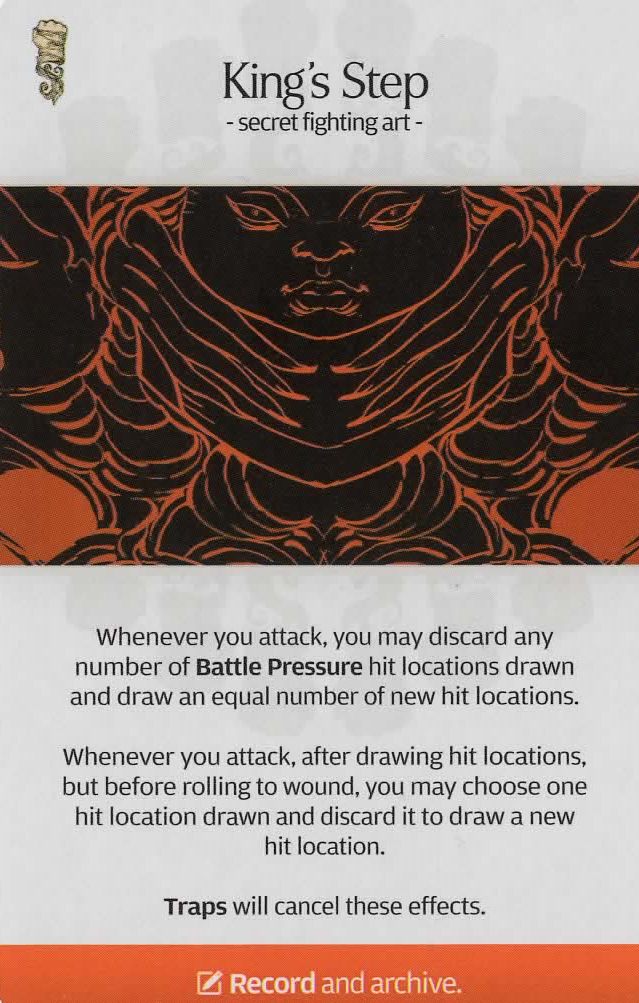 King's Step
- secret fighting art -
Whenever you attack, you may discard any
number of Battle Pressure hit locations drawn
and draw an equal number of new hit locations.
Whenever you attack, after drawing hit locations,
but before rolling to wound, you may choose one
hit location drawn and discard it to draw a new
hit location.
Traps will cancel these effects.
Record and archive.